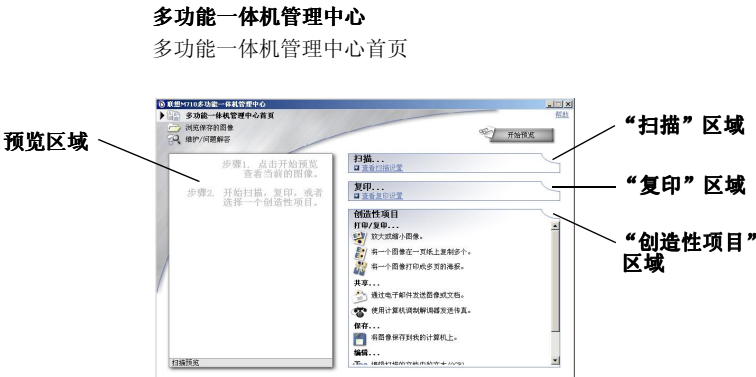 多功能一体机管理中心
多功能一体机管理中心首页
联想M710多功能一体机管理中心
多功能一体机管理中心首页
帮助
浏览保存的图像
维护/问题解答
开始预览
预览区域
步骤1. 点击开始预览
查看当前的图像。
步骤2. 开始扫描，复印，或者
选择一个创造性项目。
扫描预览
扫描...
查看扫描设置
“扫描”区域
复印...
查看复印设置
“复印”区域
创造性项目
“创造性项目”
区域
打印/复印...
放大或缩小图像。
将一个图像在一页纸上复制多个。
将一个图像打印成多页的海报。
共享...
通过电子邮件发送图像或文档。
使用计算机调制解调器发送传真。
保存...
将图像保存到我的计算机上。
编辑...
编辑扫描的文档中的文本(OCR)